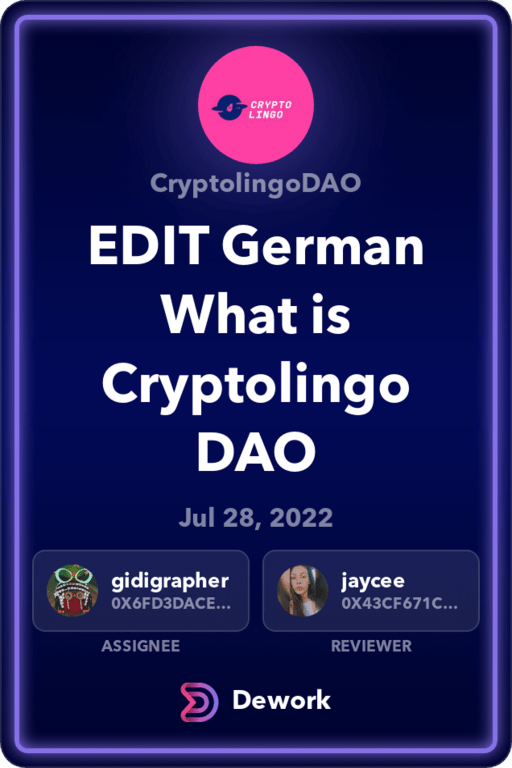 CRYPTO
LINGO
CryptolingoDAO
EDIT German
What is
Cryptolingo
DAO
Jul 28, 2022
gidigrapher
0X6FD3DACE...
jaycee
0X43CF671C...
ASSIGNEE
REVIEWER
Dework